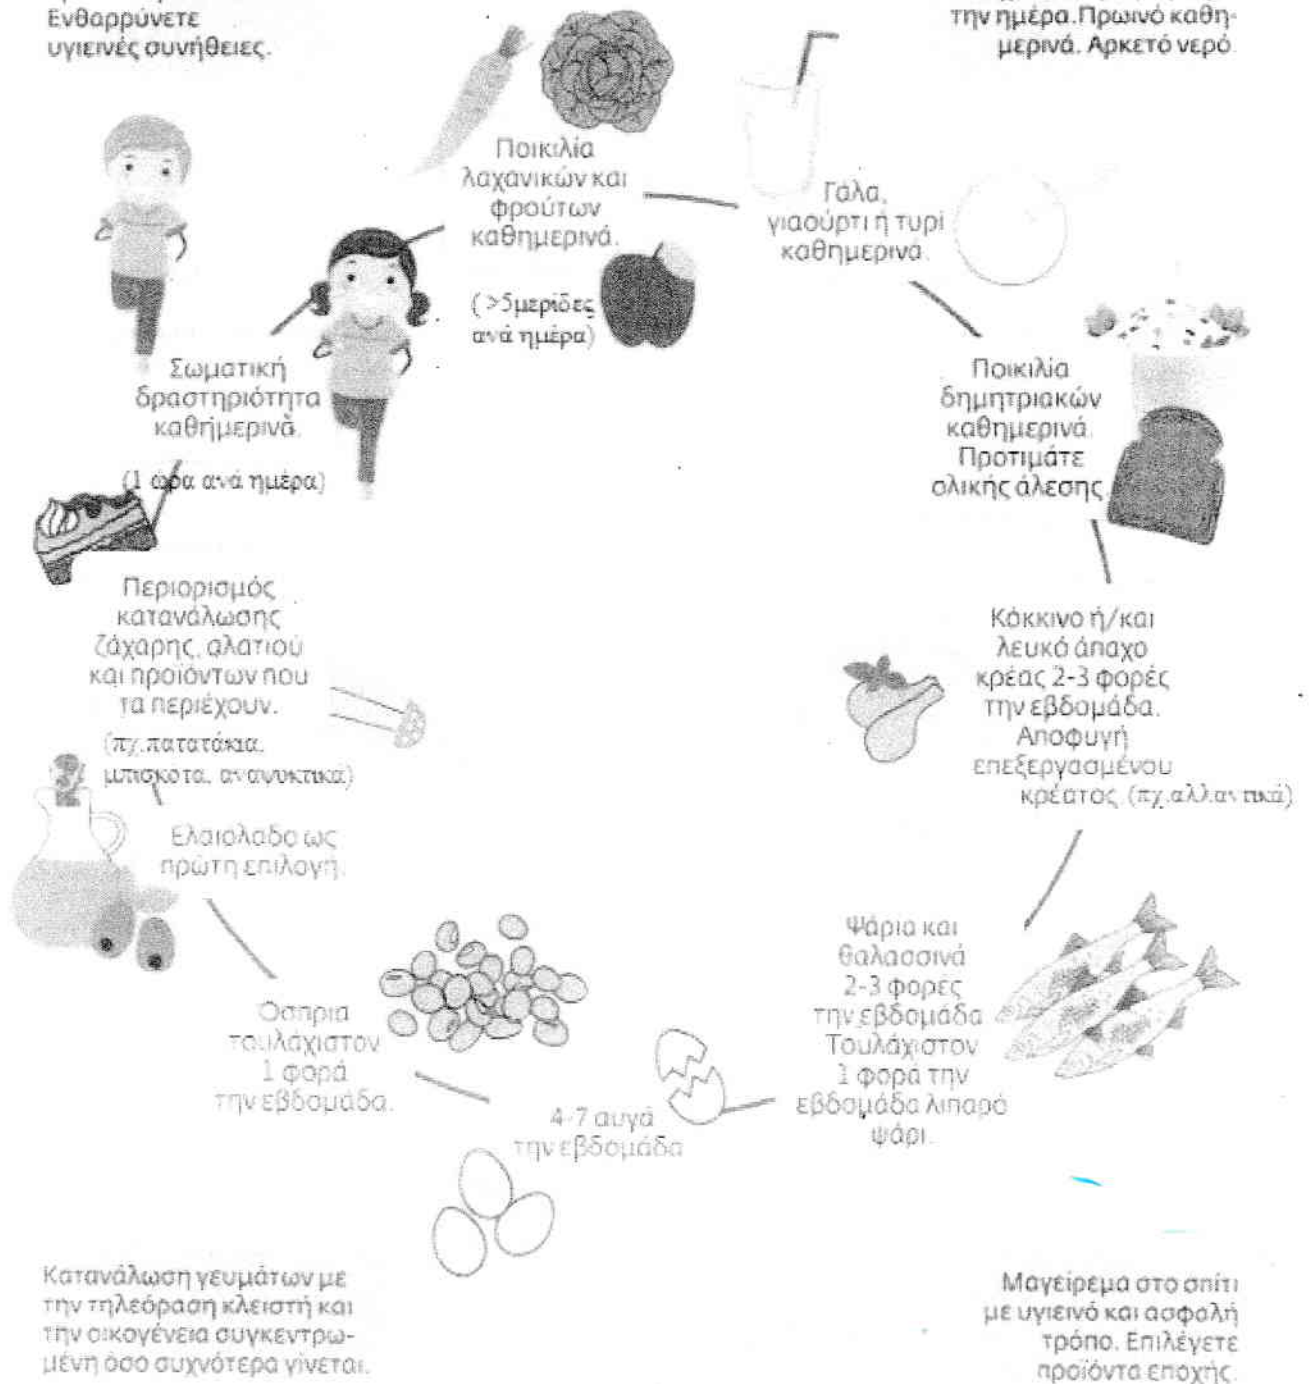 Ενθαρρύνετε
υγιεινές συνήθειες.
την ημέρα. Πρωινό καθη-
μερινά. Αρκετό νερό.
Ποικιλία
λαχανικών και
φρούτων
καθημερινά.
(>5μερίδες
ανά ημέρα)
Γάλα,
γιαούρτι ή τυρί
καθημερινά.
Ποικιλία
δημητριακών
καθημερινά.
Προτιμάτε
ολικής άλεσης
Κόκκινο ή/και
λευκό άπαχο
κρέας 2-3 φορές
την εβδομάδα.
Αποφυγή
επεξεργασμένου
κρέατος. (πχ.αλλαντικά)
Ψάρια και
θαλασσινά
2-3 φορές
την εβδομάδα
Τουλάχιστον
1 φορά την
εβδομάδα λιπαρό
ψάρι.
4-7 αυγά
την εβδομάδα
Όσπρια
τουλάχιστον
1 φορά
την εβδομάδα.
Ελαιόλαδο ως
πρώτη επιλογή.
Περιορισμός
κατανάλωσης
ζάχαρης, αλατιού
και προϊόντων που
τα περιέχουν.
(πχ.πατατάκια,
μπισκότα, αναψυκτικά)
Σωματική
δραστηριότητα
καθημερινά.
(1 ώρα ανά ημέρα)
Κατανάλωση γευμάτων με
την τηλεόραση κλειστή και
την οικογένεια συγκεντρω-
μένη όσο συχνότερα γίνεται.
Μαγείρεμα στο σπίτι
με υγιεινό και ασφαλή
τρόπο. Επιλέγετε
προϊόντα εποχής.